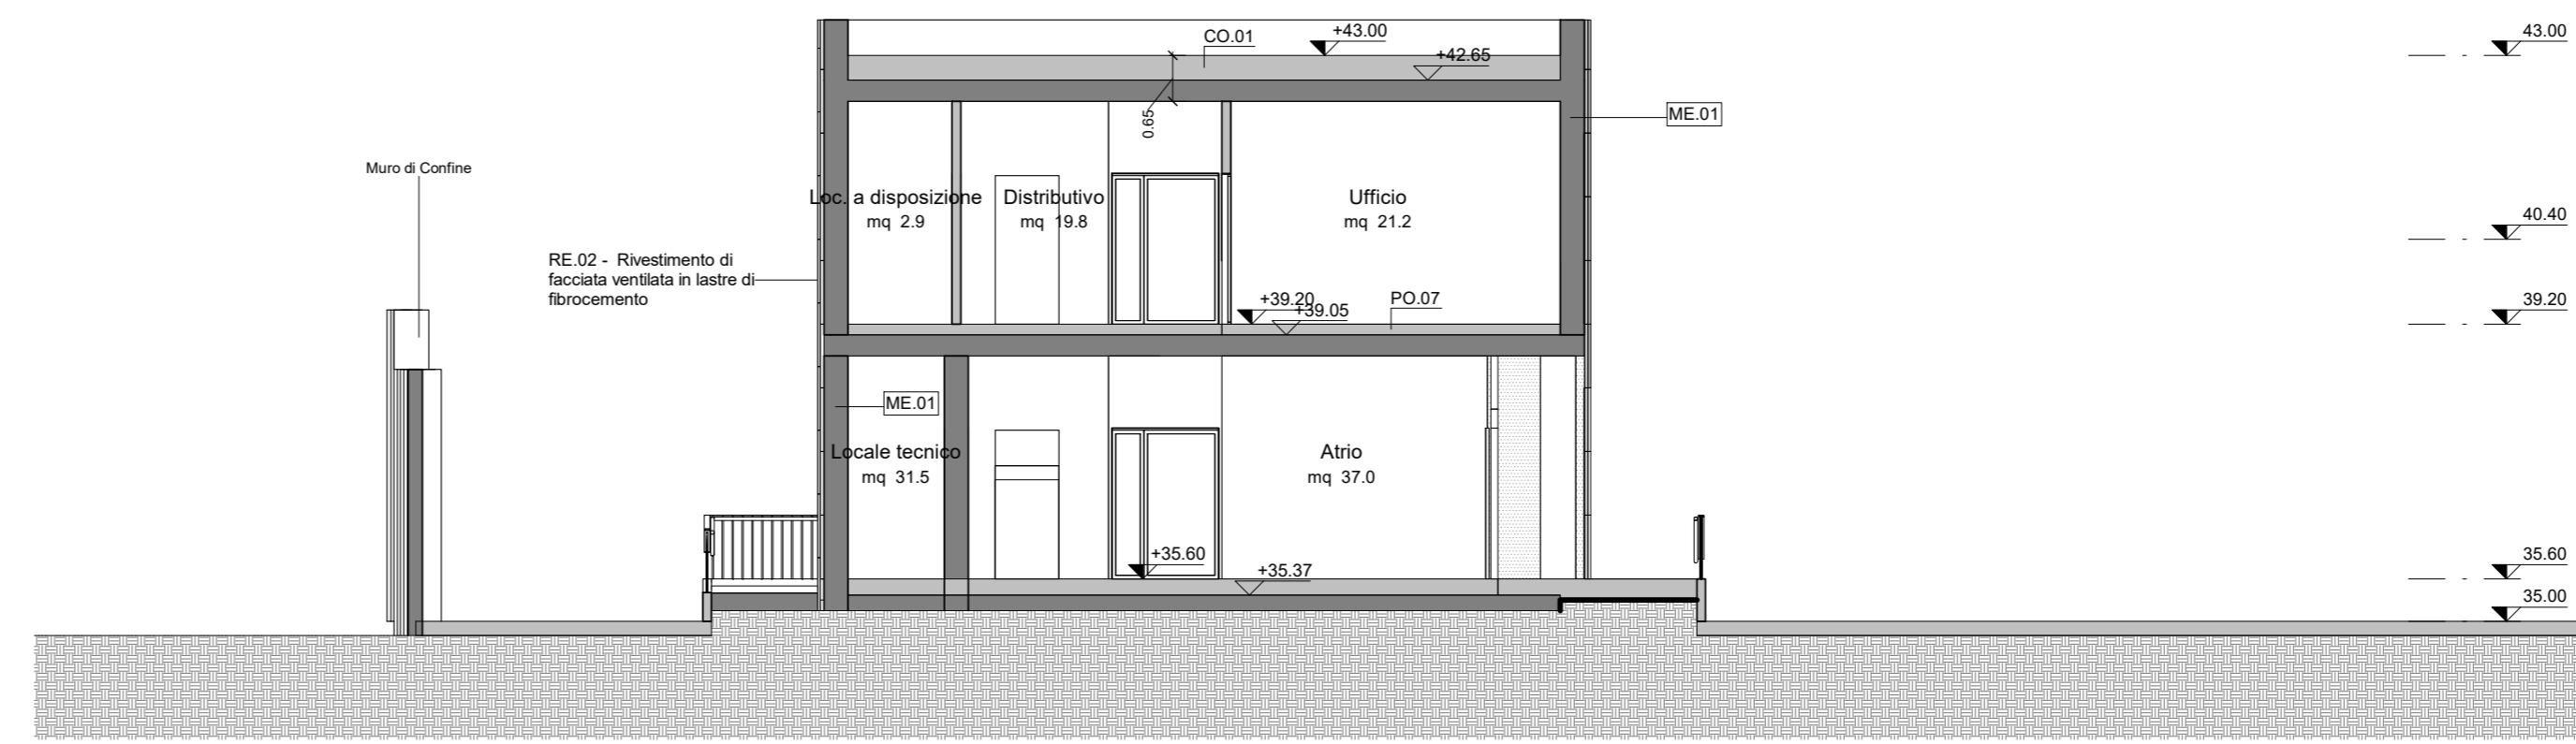 CO.01
+43.00
43.00
+42.65
ME.01
0.65
Muro di Confine
Loc. a disposizione
mq 2.9
Distributivo
mq 19.8
Ufficio
mq 21.2
40.40
RE.02 - Rivestimento di
facciata ventilata in lastre di
fibrocemento
+39.20
+39.05
PO.07
39.20
ME.01
Locale tecnico
mq 31.5
Atrio
mq 37.0
+35.60
+35.37
35.60
35.00